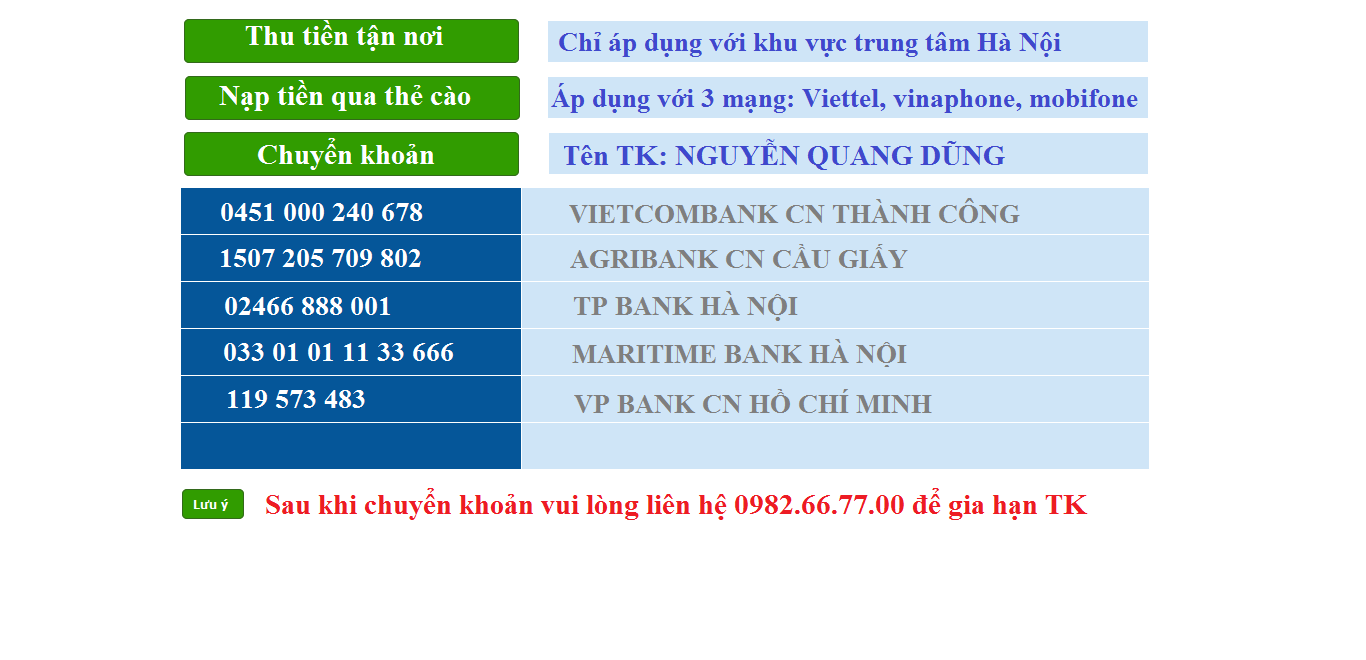 Thu tiền tận nơi
Chỉ áp dụng với khu vực trung tâm Hà Nội
Nạp tiền qua thẻ cào
Áp dụng với 3 mạng: Viettel, vinaphone, mobifone
Chuyển khoản
Tên TK: NGUYỄN QUANG DŨNG
0451 000 240 678
VIETCOMBANK CN THÀNH CÔNG
1507 205 709 802
AGRIBANK CN CẦU GIẤY
02466 888 001
TP BANK HÀ NỘI
033 01 01 11 33 666
MARITIME BANK HÀ NỘI
119 573 483
VP BANK CN HỒ CHÍ MINH
Lưu ý
Sau khi chuyển khoản vui lòng liên hệ 0982.66.77.00 để gia hạn TK